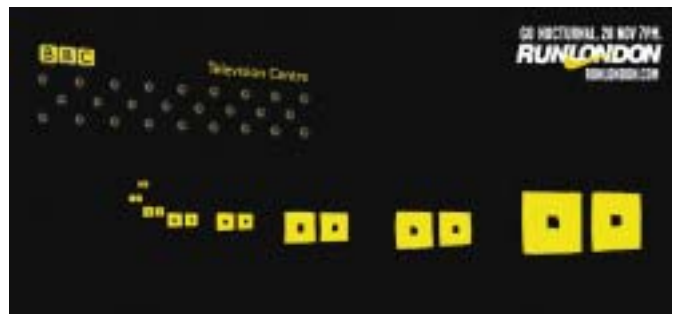 BBC
Television Centre
GO NOCTURNAL. 28 NOV 7PM.
RUNLONDON
RUNLONDON.COM